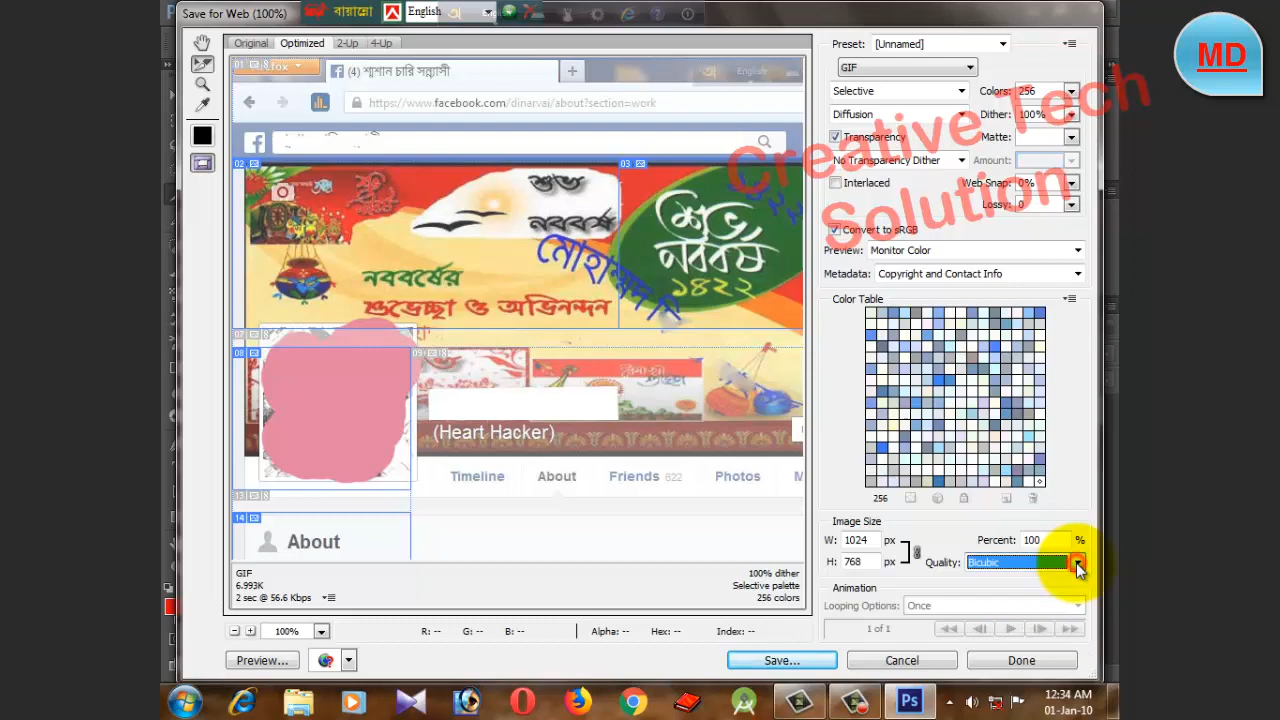 Save for Web (100%)
বায়ান্নো
English
MD
Original Optimized 2-Up 4-Up
(4) শ্মশান চারি সন্ন্যাসী
English
https://www.facebook.com/dinarvai/about?section=work
শুভ
নববর্ষ
নববর্ষের
শুভেচ্ছা ও অভিনন্দন
শুভ
নববর্ষ
১৪২২
মোহাম্মদ
(Heart Hacker)
Timeline About Friends 622 Photos M
About
GIF
6.993K
2 sec @ 56.6 Kbps
100% dither
Selective palette
256 colors
100% R: -- G: -- B: -- Alpha: -- Hex: -- Index: --
Preview... Save... Cancel Done
Preset: [Unnamed]
GIF
Selective Colors: 256
Diffusion Dither: 100%
Transparency Matte:
No Transparency Dither Amount:
Interlaced Web Snap: 0%
Lossy: 0
Convert to sRGB
Preview: Monitor Color
Metadata: Copyright and Contact Info
Creative Tech
Solution
Color Table
256
Image Size
W: 1024 px Percent: 100 %
H: 768 px Quality: Bicubic
Animation
Looping Options: Once
1 of 1
Ps
12:34 AM
01-Jan-10